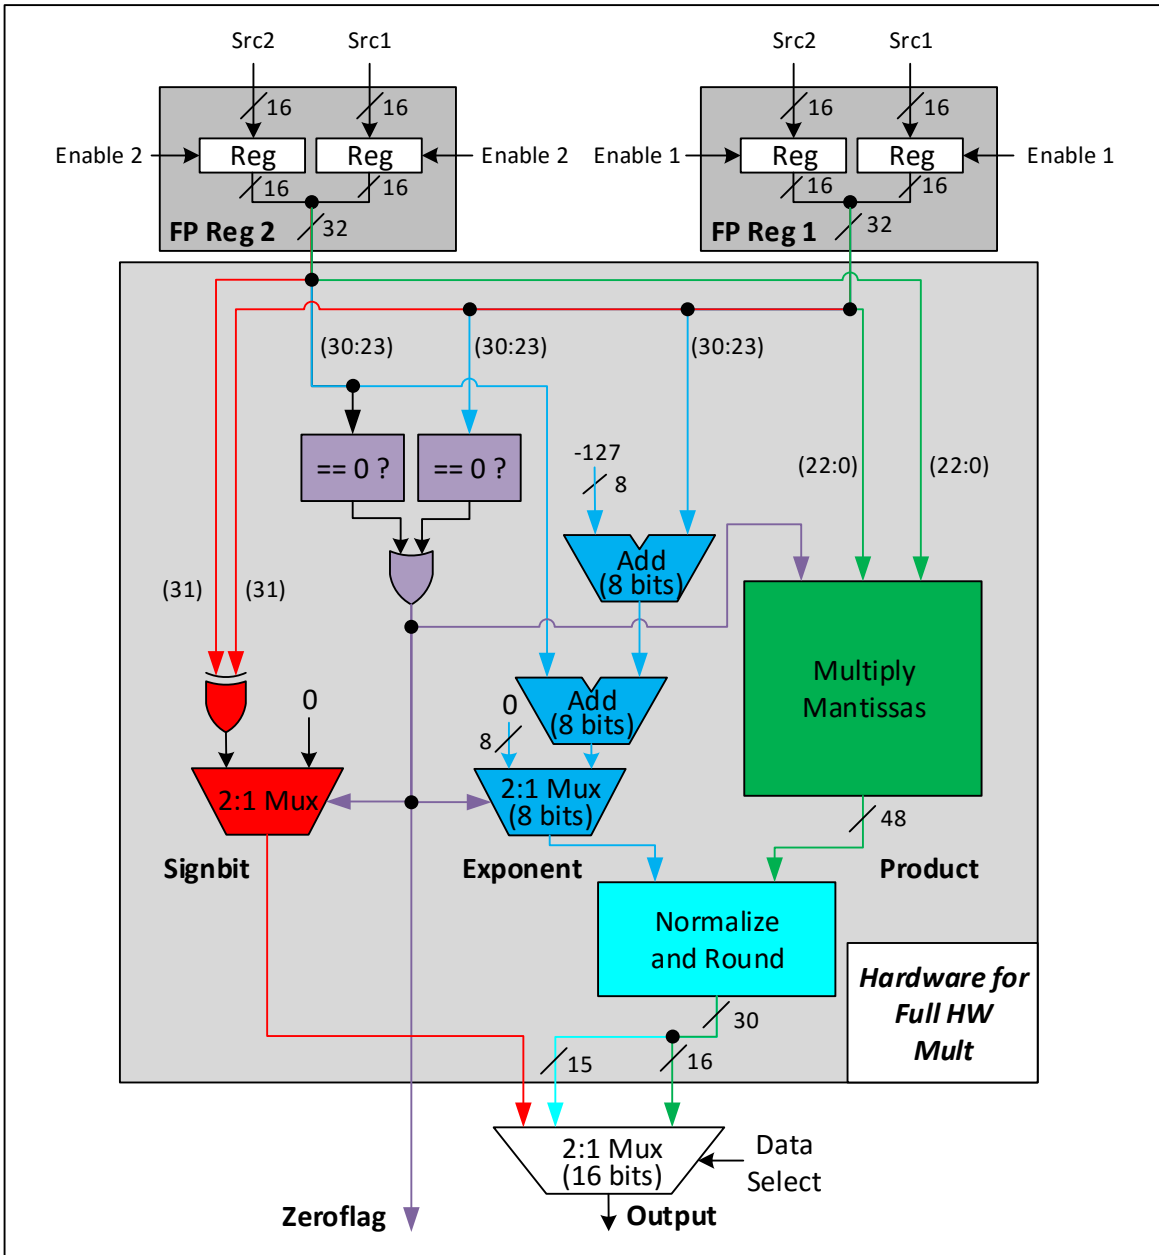 Src2
Src1
Src2
Src1
16
16
16
16
Enable 2
Reg
Reg
Enable 2
Enable 1
Reg
Reg
Enable 1
16
16
16
16
FP Reg 2
32
FP Reg 1
32
(30:23)
(30:23)
(30:23)
== 0 ?
== 0 ?
-127
8
(22:0)
(22:0)
Add
(8 bits)
(31)
(31)
Multiply
Mantissas
0
0
8
Add
(8 bits)
2:1 Mux
2:1 Mux
(8 bits)
48
Signbit
Exponent
Product
Normalize
and Round
Hardware for
Full HW
Mult
30
15
16
2:1 Mux
(16 bits)
Data
Select
Zeroflag
Output